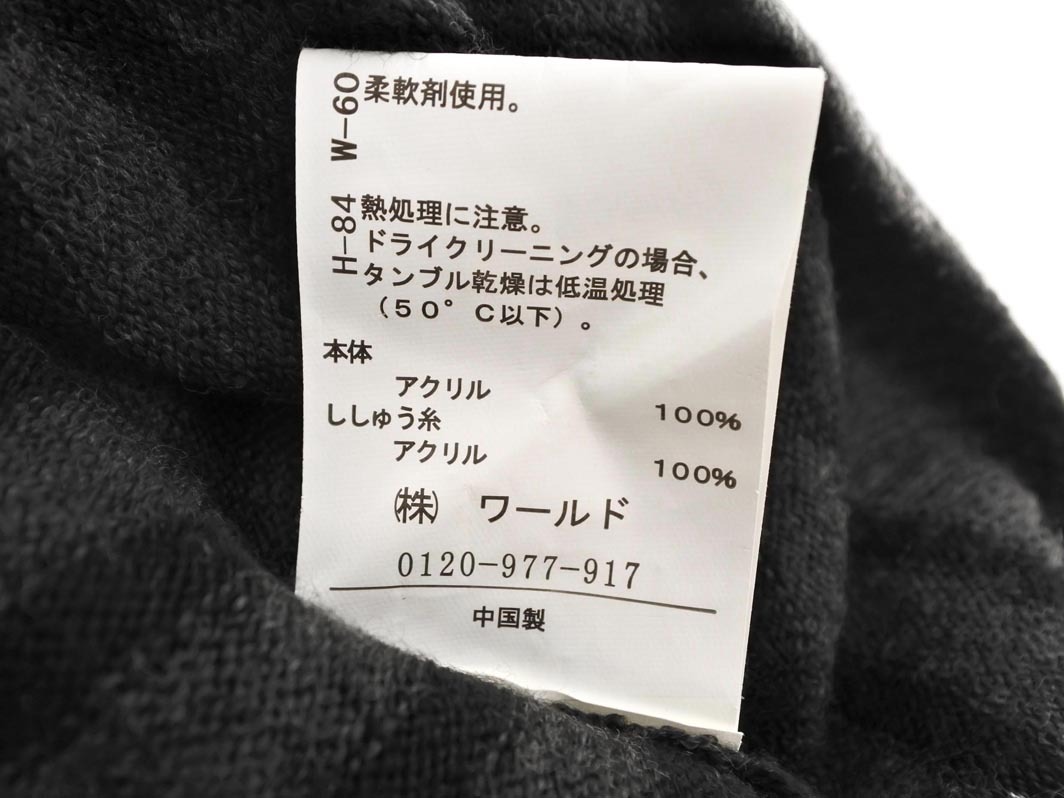 W-60
H-84
柔軟剤使用。
熱処理に注意。
ドライクリーニングの場合、
タンブル乾燥は低温処理
（50°C以下）。
本体
アクリル 100%
ししゅう糸
アクリル 100%
㈱ ワールド
0120-977-917
中国製